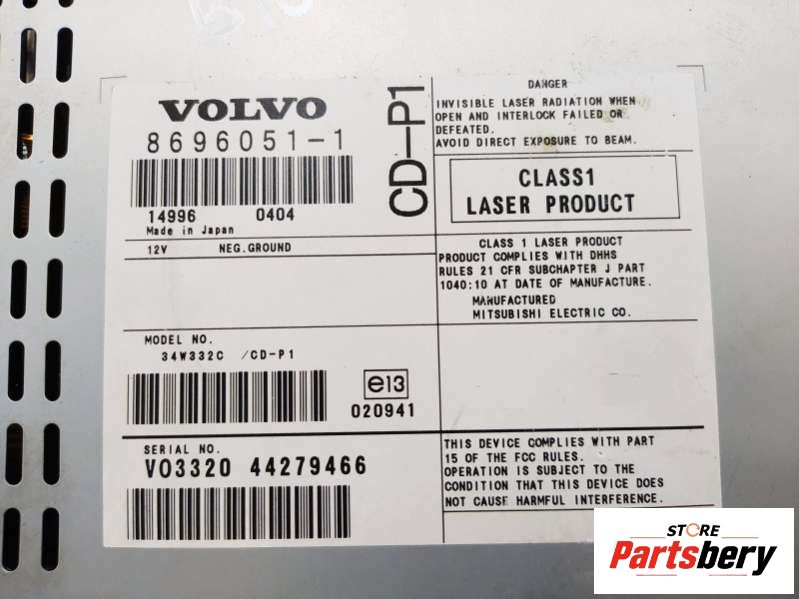 VOLVO
8696051-1
14996 0404
Made in Japan
12V NEG.GROUND
MODEL NO.
34W332C /CD-P1
e13
020941
SERIAL NO.
VO3320 44279466
CD-P1
DANGER
INVISIBLE LASER RADIATION WHEN
OPEN AND INTERLOCK FAILED OR
DEFEATED.
AVOID DIRECT EXPOSURE TO BEAM.
CLASS1
LASER PRODUCT
CLASS 1 LASER PRODUCT
PRODUCT COMPLIES WITH DHHS
RULES 21 CFR SUBCHAPTER J PART
1040:10 AT DATE OF MANUFACTURE.
MANUFACTURED
MITSUBISHI ELECTRIC CO.
THIS DEVICE COMPLIES WITH PART
15 OF THE FCC RULES.
OPERATION IS SUBJECT TO THE
CONDITION THAT THIS DEVICE DOES
NOT CAUSE HARMFUL INTERFERENCE.
STORE
Partsbery